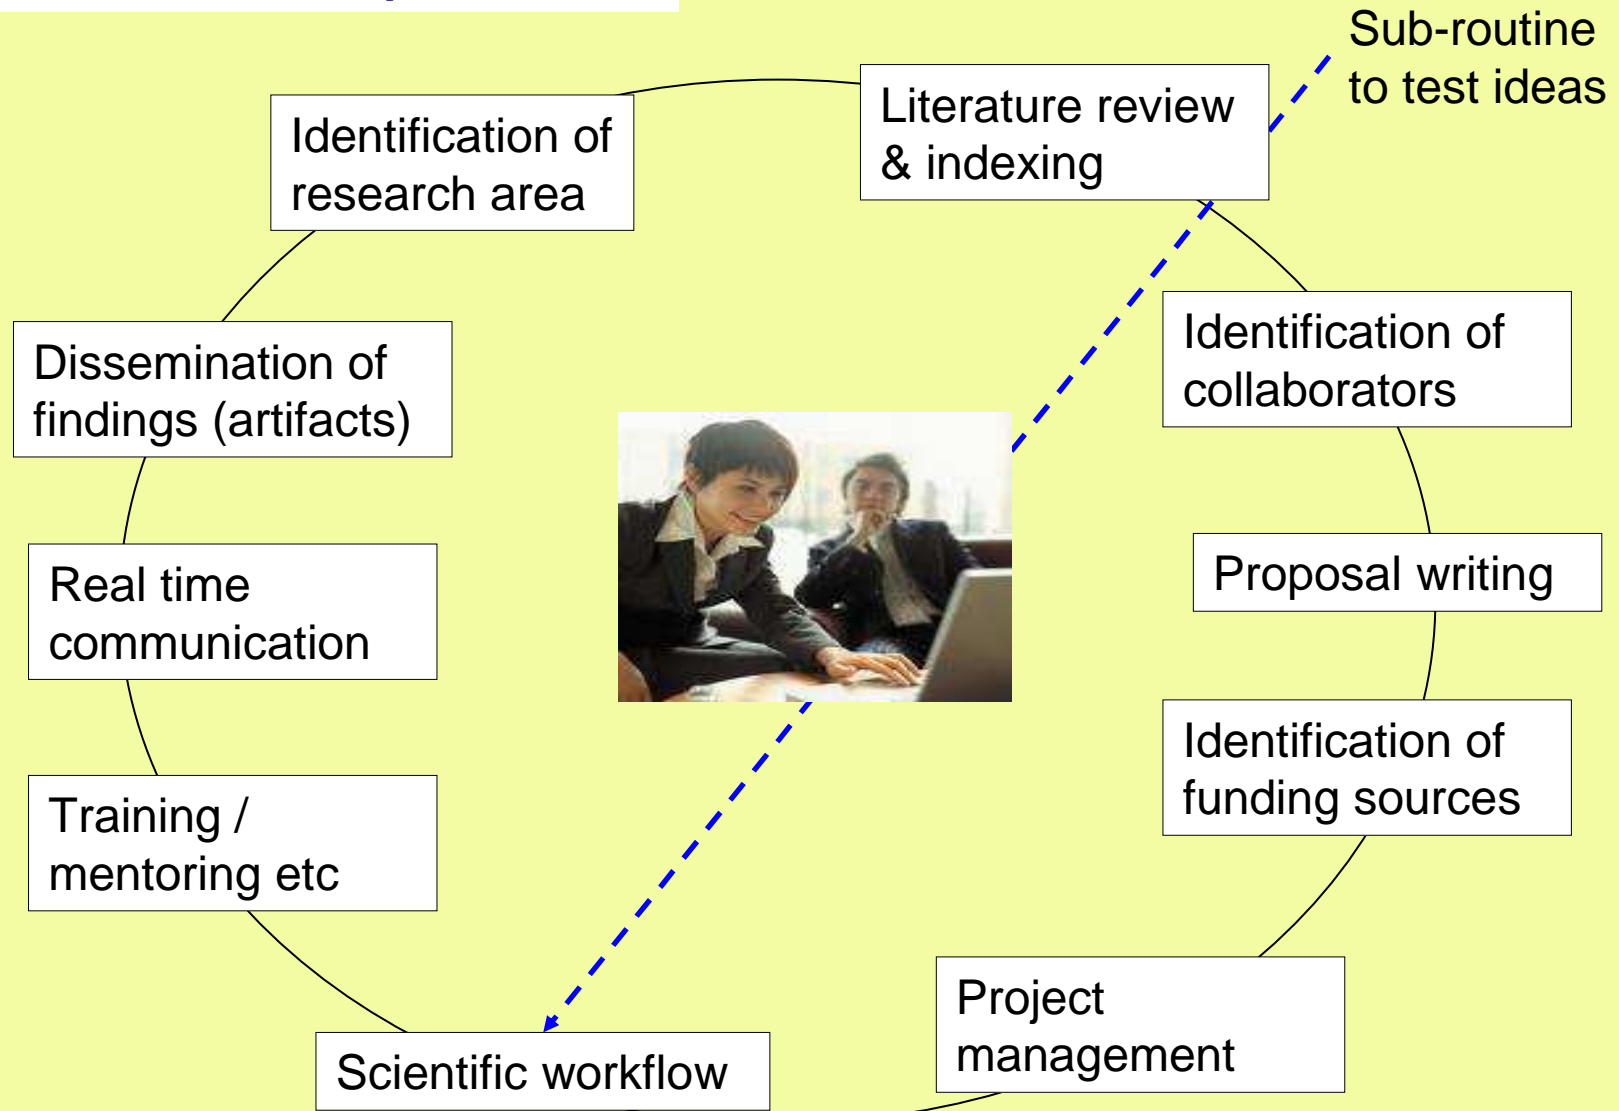 Sub-routine
to test ideas
Literature review
& indexing
Identification of
research area
Identification of
collaborators
Dissemination of
findings (artifacts)
Proposal writing
Real time
communication
Identification of
funding sources
Training /
mentoring etc
Project
management
Scientific workflow